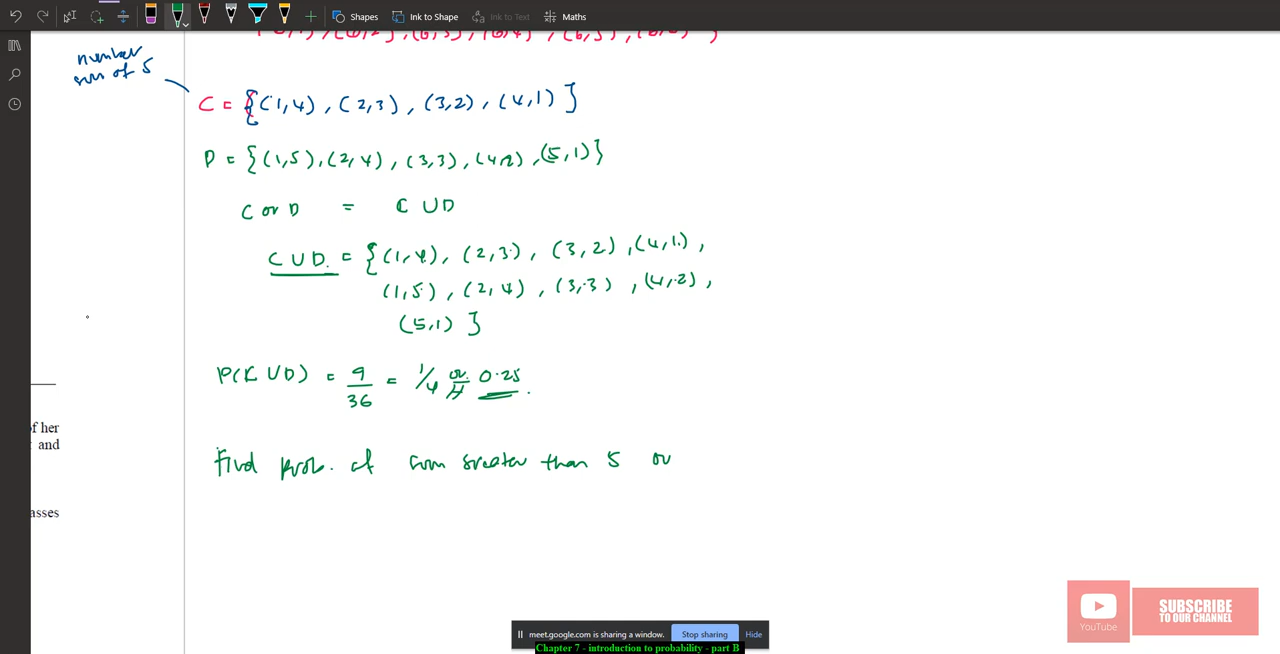 Shapes Ink to Shape Ink to Text Maths
number
sum of 5
C = {(1,4), (2,3), (3,2), (4,1)}
D = {(1,5), (2,4), (3,3), (4,2), (5,1)}
C or D = C U D
C U D. = {(1,4), (2,3), (3,2), (4,1),
(1,5), (2,4), (3,3), (4,2),
(5,1)}
P(C U D) = 9/36 = 1/4 or 0.25.
of her
and
Find prob. of sum greater than 5 or
asses
YouTube
SUBSCRIBE
TO OUR CHANNEL
meet.google.com is sharing a window. Stop sharing Hide
Chapter 7 - introduction to probability - part B